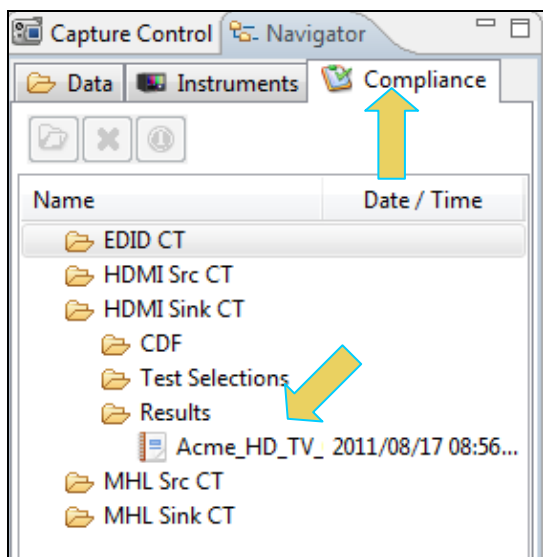 Capture Control Navigator
Data Instruments Compliance
Name Date / Time
EDID CT
HDMI Src CT
HDMI Sink CT
CDF
Test Selections
Results
Acme_HD_TV_ 2011/08/17 08:56...
MHL Src CT
MHL Sink CT